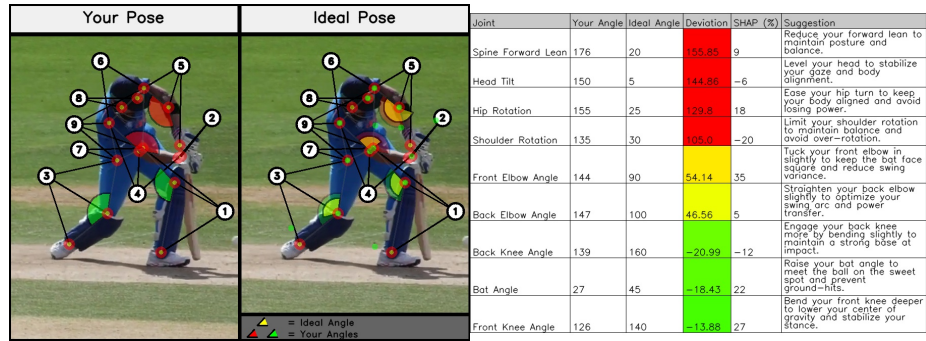 Your Pose
Ideal Pose
6
5
8
2
9
7
3
4
1
6
5
8
2
9
7
3
4
1
= Ideal Angle
= Your Angles
Joint Your Angle Ideal Angle Deviation SHAP (%) Suggestion
Spine Forward Lean 176 20 155.85 9 Reduce your forward lean to
maintain posture and
balance.
Head Tilt 150 5 144.86 −6 Level your head to stabilize
your gaze and body
alignment.
Hip Rotation 155 25 129.8 18 Ease your hip turn to keep
your body aligned and avoid
losing power.
Shoulder Rotation 135 30 105.0 −20 Limit your shoulder rotation
to maintain balance and
avoid over−rotation.
Front Elbow Angle 144 90 54.14 35 Tuck your front elbow in
slightly to keep the bat face
square and reduce swing
variance.
Back Elbow Angle 147 100 46.56 5 Straighten your back elbow
slightly to optimize your
swing arc and power
transfer.
Back Knee Angle 139 160 −20.99 −12 Engage your back knee
more by bending slightly to
maintain a strong base at
impact.
Bat Angle 27 45 −18.43 22 Raise your bat angle to
meet the ball on the sweet
spot and prevent
ground−hits.
Front Knee Angle 126 140 −13.88 27 Bend your front knee deeper
to lower your center of
gravity and stabilize your
stance.